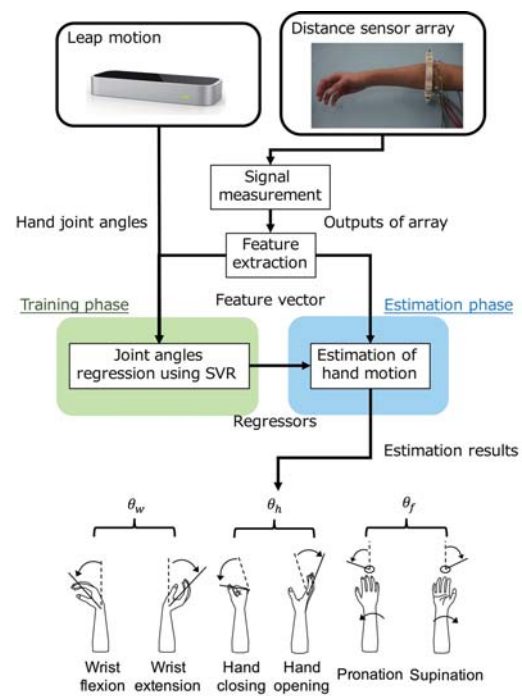 Leap motion
Distance sensor array
Signal
measurement
Hand joint angles
Outputs of array
Feature
extraction
Training phase
Feature vector
Estimation phase
Joint angles
regression using SVR
Estimation of
hand motion
Regressors
Estimation results
θw
θh
θf
Wrist
flexion
Wrist
extension
Hand
closing
Hand
opening
Pronation
Supination